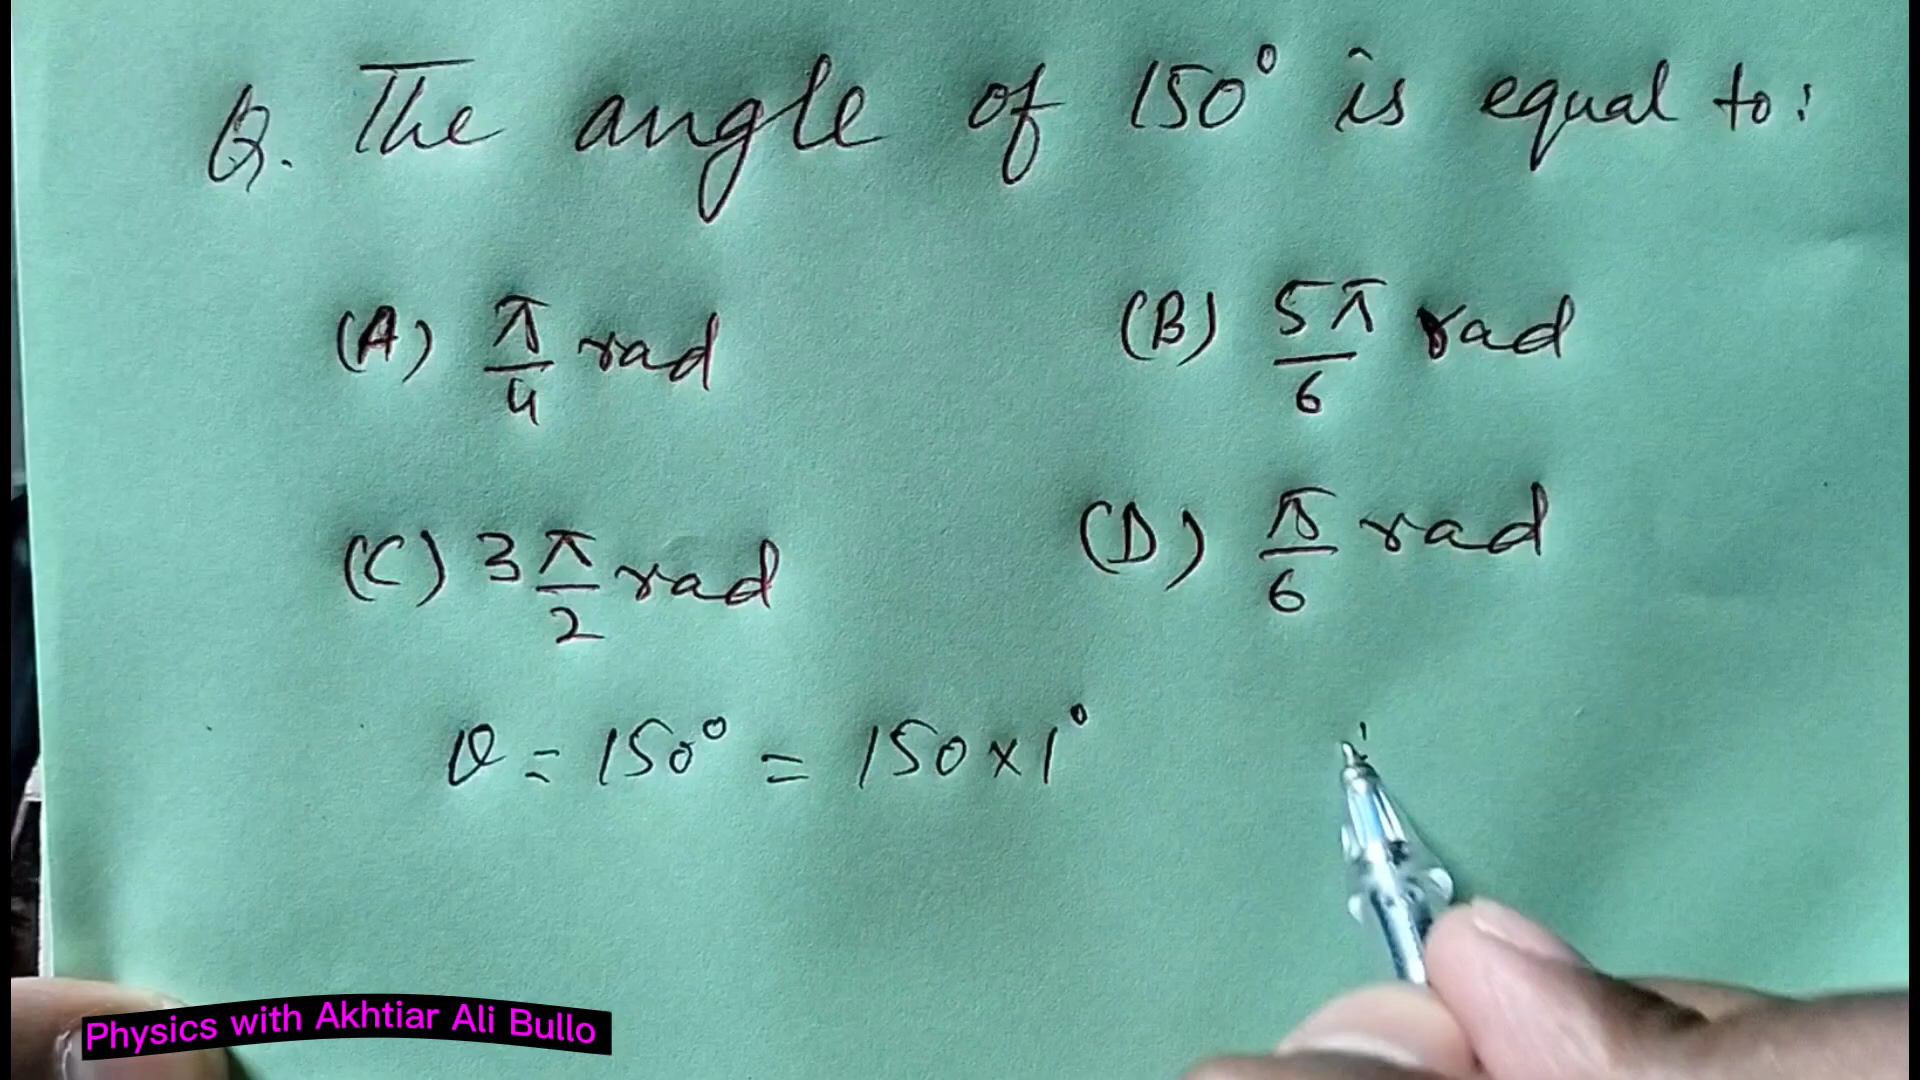 Q. The angle of 150° is equal to:
(A) π/4 rad (B) 5π/6 rad
(C) 3π/2 rad (D) π/6 rad
θ = 150° = 150×1°
Physics with Akhtiar Ali Bullo